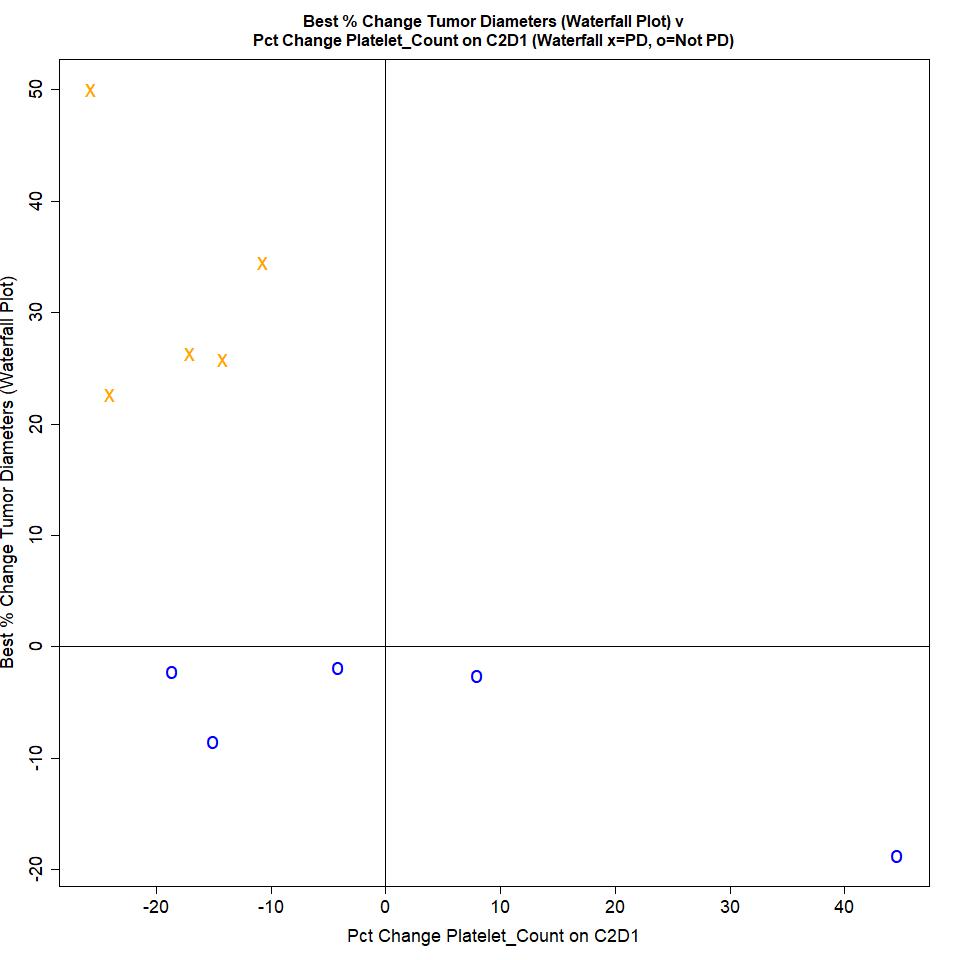 Best % Change Tumor Diameters (Waterfall Plot) v
Pct Change Platelet_Count on C2D1 (Waterfall x=PD, o=Not PD)
Best % Change Tumor Diameters (Waterfall Plot)
50
40
30
20
10
0
-10
-20
X
X
X
X
X
O
O
O
O
O
-20
-10
0
10
20
30
40
Pct Change Platelet_Count on C2D1